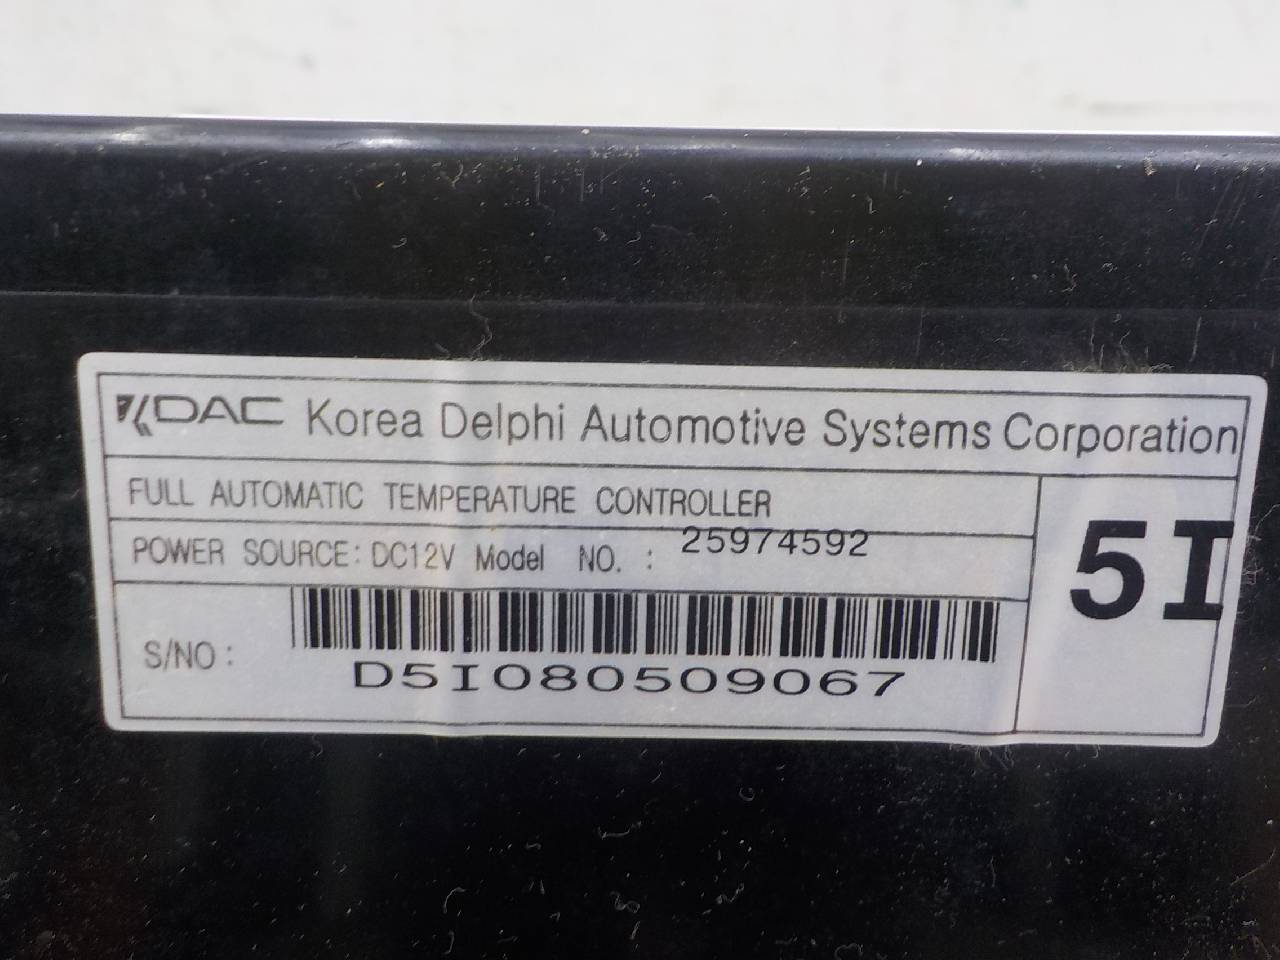 KDAC Korea Delphi Automotive Systems Corporation
FULL AUTOMATIC TEMPERATURE CONTROLLER
POWER SOURCE: DC12V Model NO. : 25974592
5I
S/NO :
D5I080509067